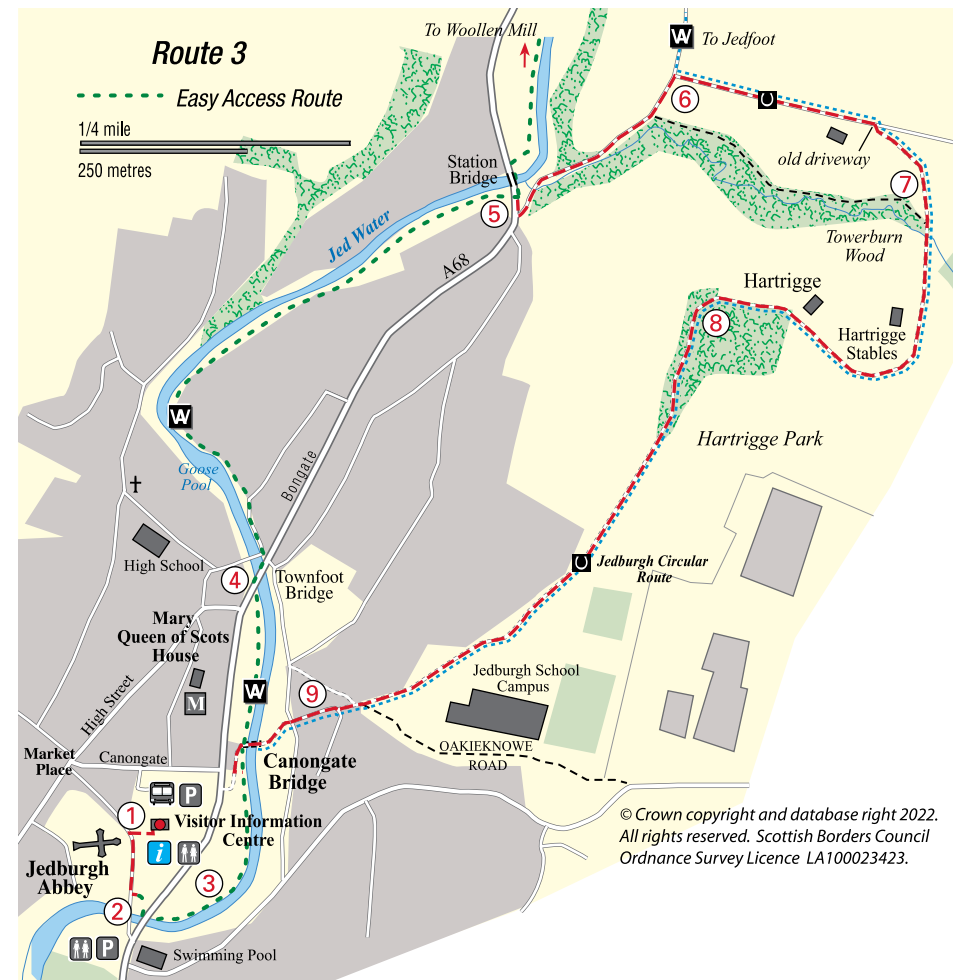 Route 3
Easy Access Route
1/4 mile
250 metres
To Woollen Mill
W
To Jedfoot
6
old driveway
7
Station
Bridge
5
Towerburn
Wood
Jed Water
A68
Hartrigge
8
Hartrigge
Stables
Hartrigge Park
W
Goose
Pool
Bongate
High School
4
Townfoot
Bridge
Jedburgh Circular
Route
Mary
Queen of Scots
House
M
W
9
Jedburgh School
Campus
High Street
OAKIEKNOWE
ROAD
Market
Place
Canongate
Canongate
Bridge
P
1
Visitor Information
Centre
i
Jedburgh
Abbey
3
2
P
Swimming Pool
© Crown copyright and database right 2022.
All rights reserved. Scottish Borders Council
Ordnance Survey Licence LA100023423.